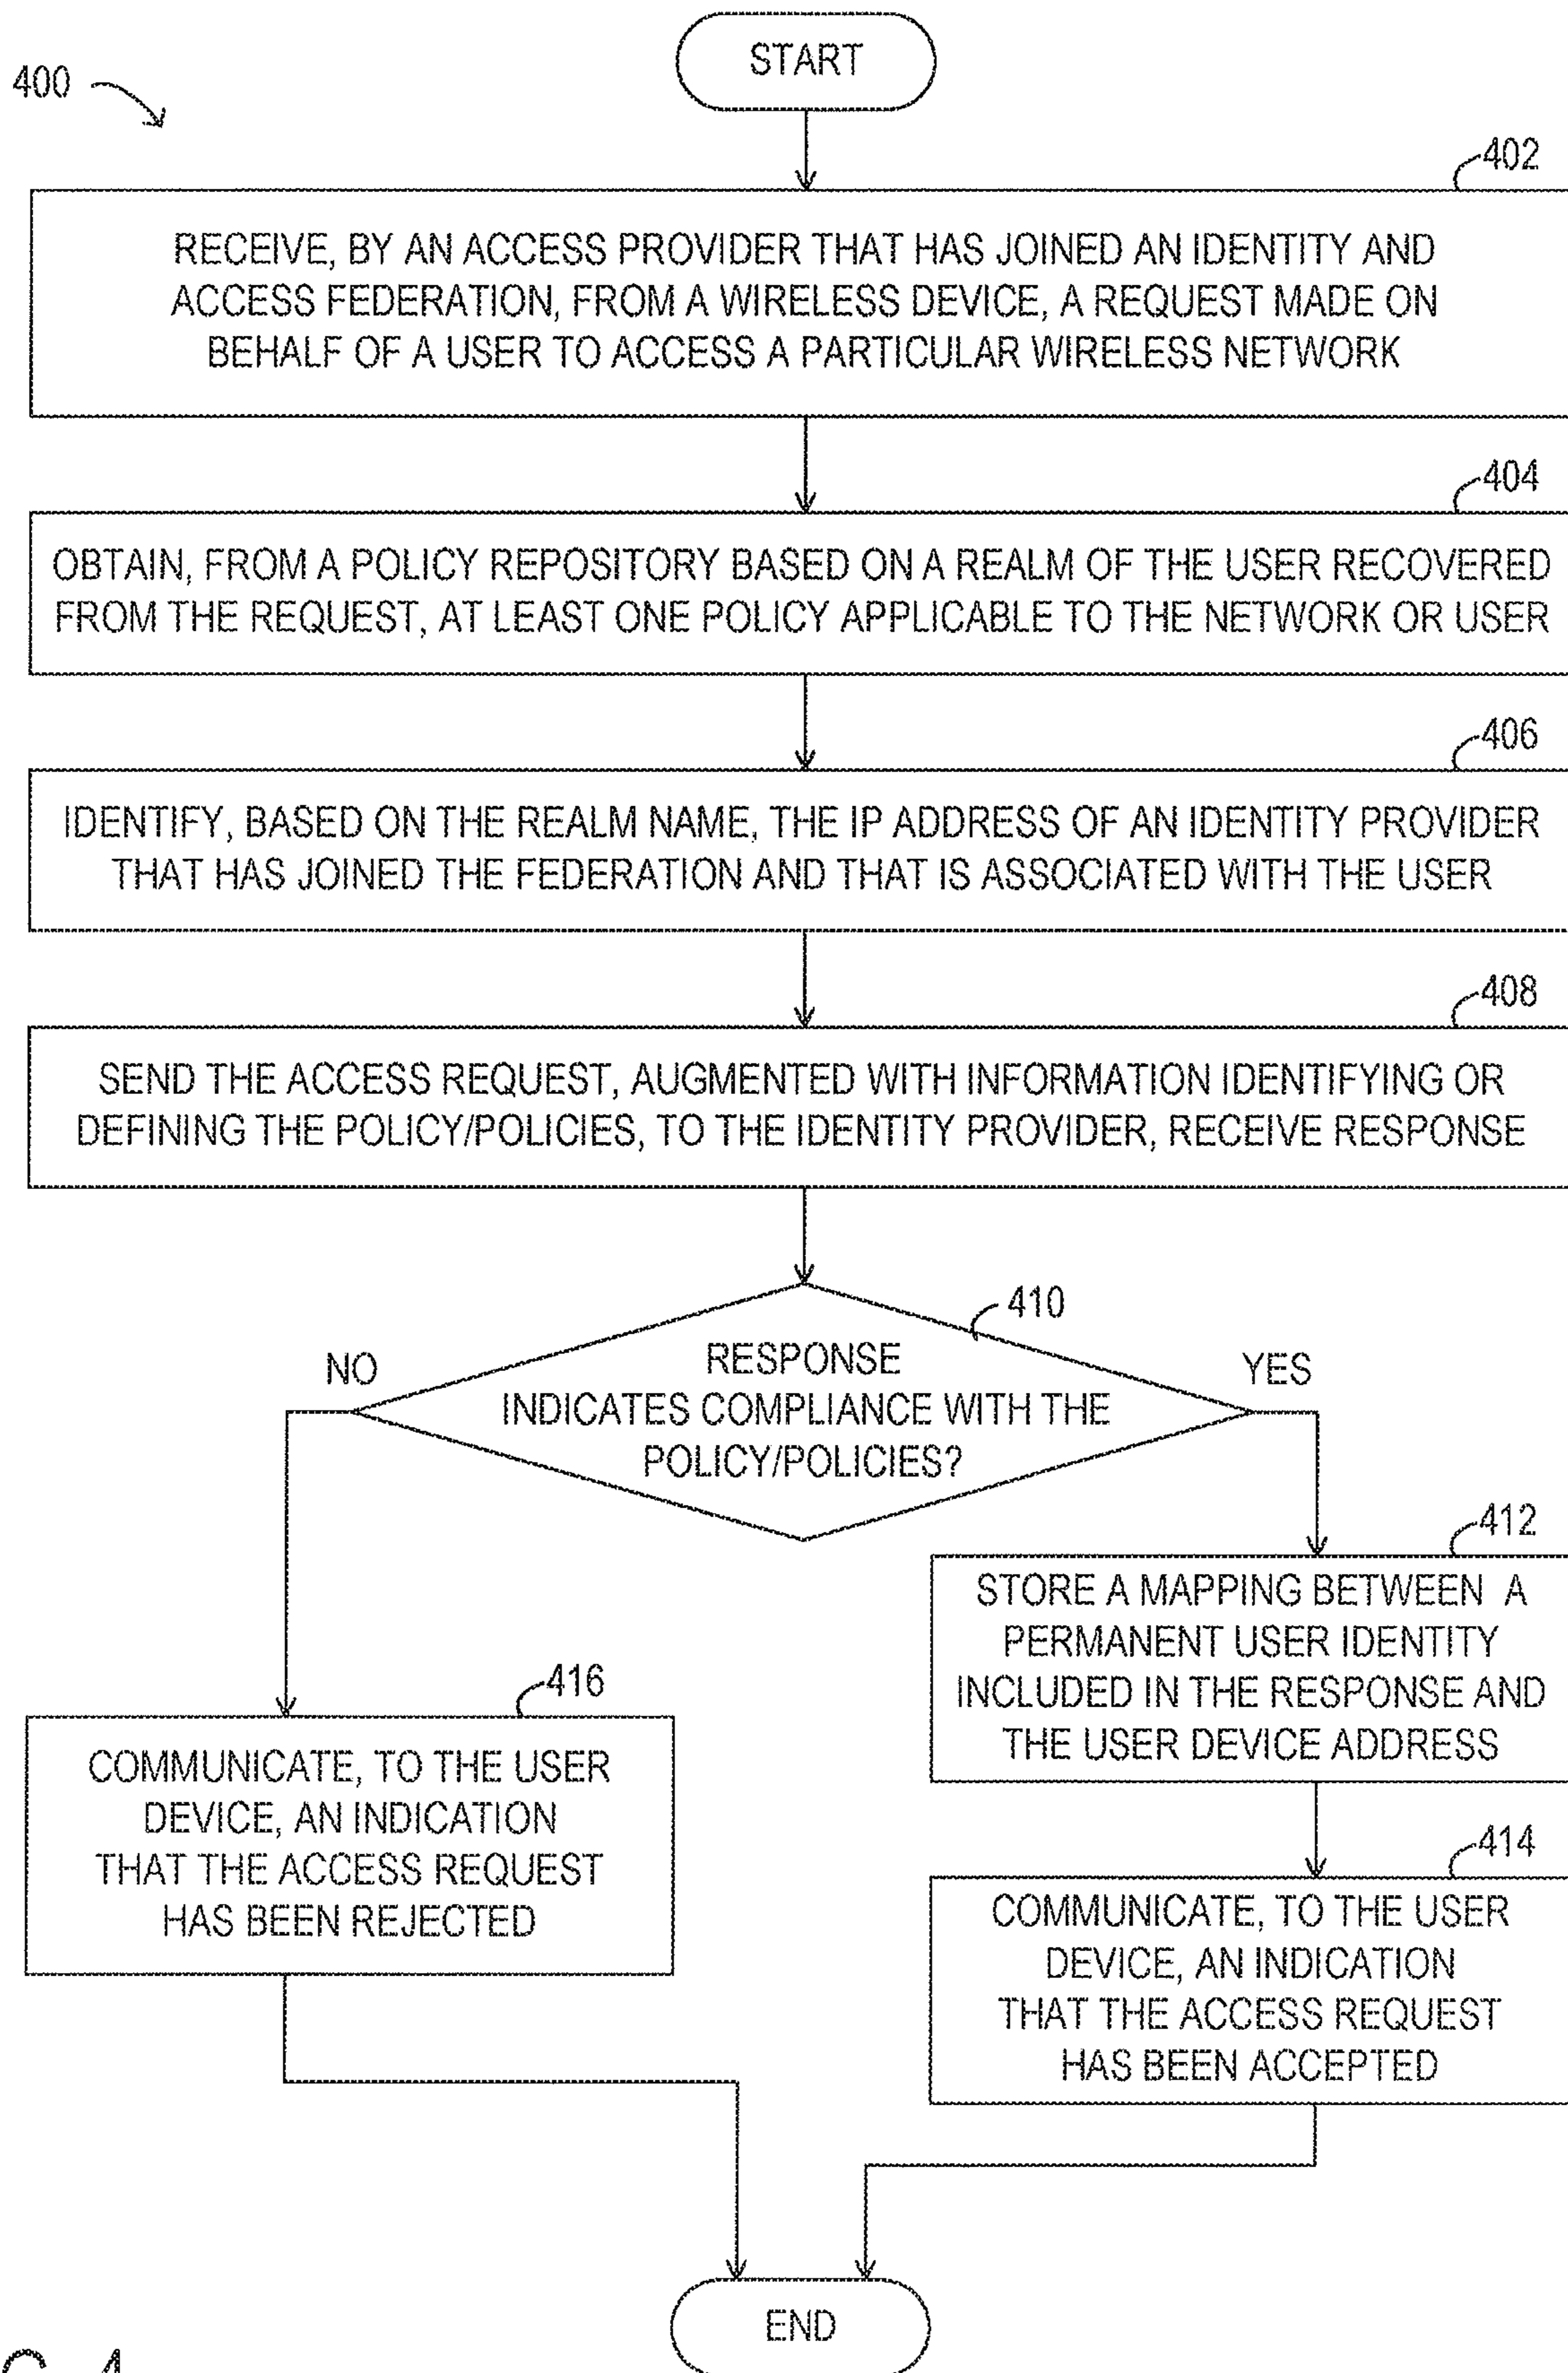 START
400
402
RECEIVE, BY AN ACCESS PROVIDER THAT HAS JOINED AN IDENTITY AND
ACCESS FEDERATION, FROM A WIRELESS DEVICE, A REQUEST MADE ON
BEHALF OF A USER TO ACCESS A PARTICULAR WIRELESS NETWORK
404
OBTAIN, FROM A POLICY REPOSITORY BASED ON A REALM OF THE USER RECOVERED
FROM THE REQUEST, AT LEAST ONE POLICY APPLICABLE TO THE NETWORK OR USER
406
IDENTIFY, BASED ON THE REALM NAME, THE IP ADDRESS OF AN IDENTITY PROVIDER
THAT HAS JOINED THE FEDERATION AND THAT IS ASSOCIATED WITH THE USER
408
SEND THE ACCESS REQUEST, AUGMENTED WITH INFORMATION IDENTIFYING OR
DEFINING THE POLICY/POLICIES, TO THE IDENTITY PROVIDER, RECEIVE RESPONSE
410
NO
YES
RESPONSE
INDICATES COMPLIANCE WITH THE
POLICY/POLICIES?
412
STORE A MAPPING BETWEEN A
PERMANENT USER IDENTITY
INCLUDED IN THE RESPONSE AND
THE USER DEVICE ADDRESS
416
COMMUNICATE, TO THE USER
DEVICE, AN INDICATION
THAT THE ACCESS REQUEST
HAS BEEN REJECTED
414
COMMUNICATE, TO THE USER
DEVICE, AN INDICATION
THAT THE ACCESS REQUEST
HAS BEEN ACCEPTED
END